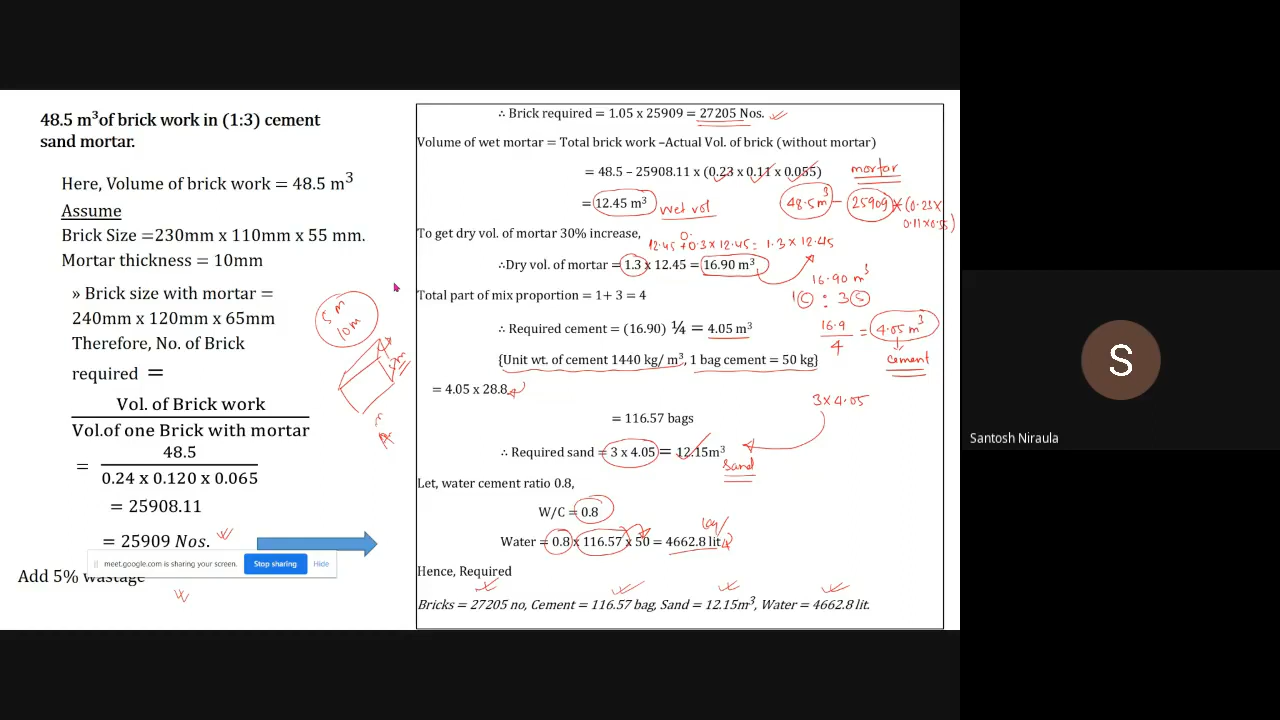 48.5 m³of brick work in (1:3) cement
sand mortar.
Here, Volume of brick work = 48.5 m³
Assume
Brick Size =230mm x 110mm x 55 mm.
Mortar thickness = 10mm
» Brick size with mortar =
240mm x 120mm x 65mm
Therefore, No. of Brick
required =
Vol. of Brick work
Vol.of one Brick with mortar
= 48.5
0.24 x 0.120 x 0.065
= 25908.11
= 25909 Nos.
meet.google.com is sharing your screen.
Stop sharing
Hide
Add 5% wastage
5 m
10 m
∴ Brick required = 1.05 x 25909 = 27205 Nos.
Volume of wet mortar = Total brick work –Actual Vol. of brick (without mortar)
= 48.5 – 25908.11 x (0.23 x 0.11 x 0.055)
mortar
= 12.45 m³
wet vol
48.5 m³ - 25909 * (0.23 x
0.11 x 0.55)
To get dry vol. of mortar 30% increase,
12.45 + 0.3 x 12.45 = 1.3 x 12.45
∴Dry vol. of mortar = 1.3 x 12.45 = 16.90 m³
16.90 m³
Total part of mix proportion = 1+ 3 = 4
1 C : 3 S
∴ Required cement = (16.90) ¼ = 4.05 m³
16.9
4
= 4.05 m³
cement
{Unit wt. of cement 1440 kg/ m³, 1 bag cement = 50 kg}
= 4.05 x 28.8
3 x 4.05
= 116.57 bags
∴ Required sand = 3 x 4.05 = 12.15m³
sand
Let, water cement ratio 0.8,
W/C = 0.8
Water = 0.8 x 116.57 x 50 = 4662.8 lit
Hence, Required
Bricks = 27205 no, Cement = 116.57 bag, Sand = 12.15m³, Water = 4662.8 lit.
S
Santosh Niraula